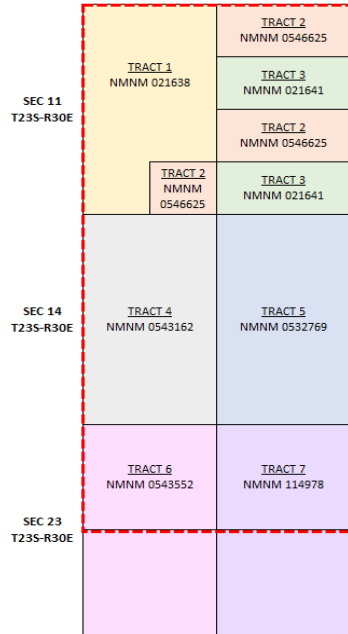 TRACT 2
NMNM 0546625
TRACT 1
NMNM 021638
TRACT 3
NMNM 021641
SEC 11
T23S-R30E
TRACT 2
NMNM 0546625
TRACT 2
NMNM
0546625
TRACT 3
NMNM 021641
SEC 14
T23S-R30E
TRACT 4
NMNM 0543162
TRACT 5
NMNM 0532769
TRACT 6
NMNM 0543552
TRACT 7
NMNM 114978
SEC 23
T23S-R30E